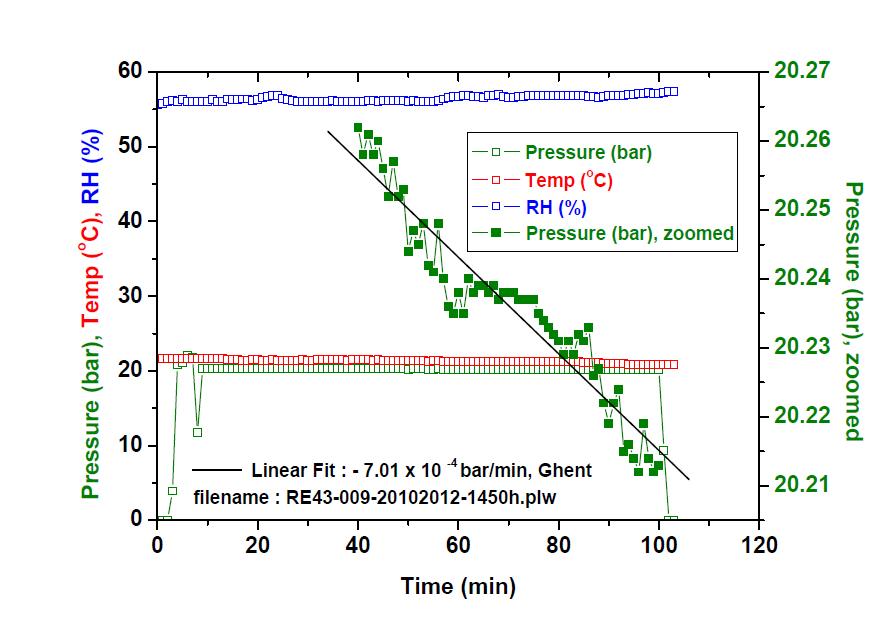 60
50
40
30
20
10
0
Pressure (bar), Temp (°C), RH (%)
20.27
20.26
20.25
20.24
20.23
20.22
20.21
Pressure (bar), zoomed
Pressure (bar)
Temp (°C)
RH (%)
Pressure (bar), zoomed
Linear Fit : - 7.01 x 10 -4 bar/min, Ghent
filename : RE43-009-20102012-1450h.plw
0 20 40 60 80 100 120
Time (min)